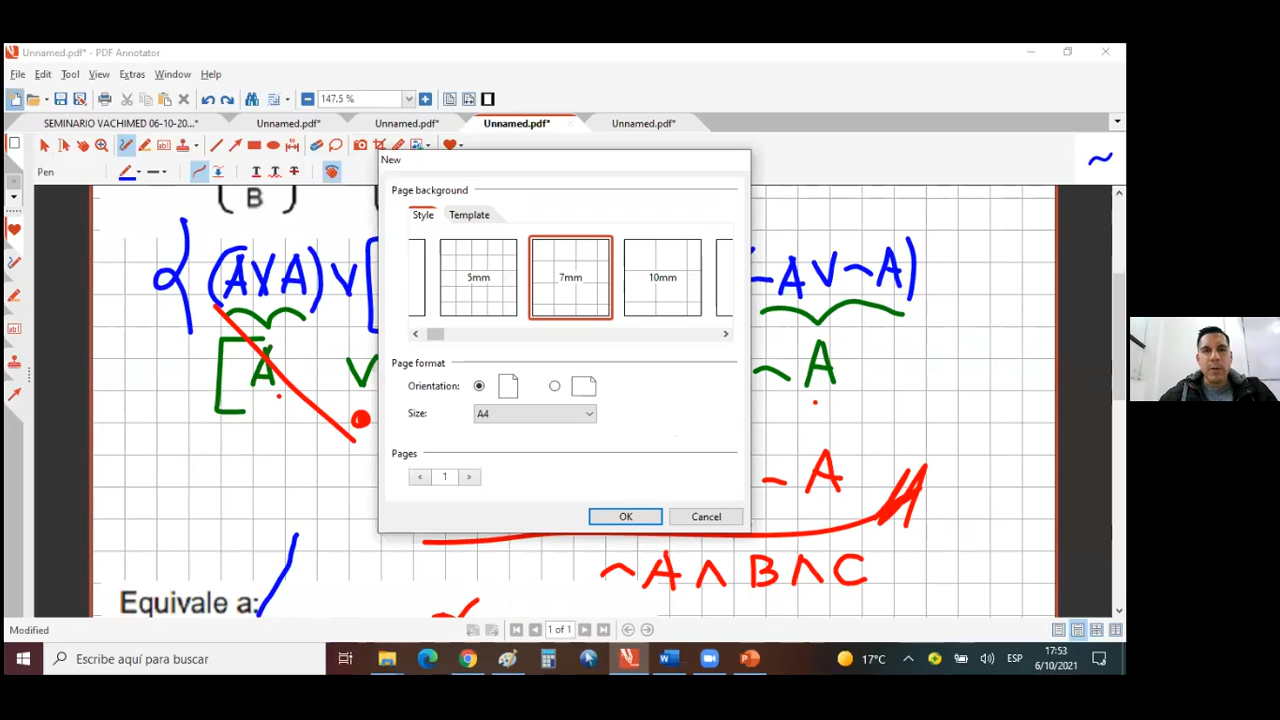 Unnamed.pdf* - PDF Annotator
File Edit Tool View Extras Window Help
147.5 %
SEMINARIO VACHIMED 06-10-20...* Unnamed.pdf* Unnamed.pdf* Unnamed.pdf* Unnamed.pdf*
Pen
New
Page background
Style Template
5mm 7mm 10mm
Page format
Orientation:
Size: A4
Pages
1
OK Cancel
( B )
α { (A∨A) ∨ [
~A∨~A)
[ A ∨
~ A
~ A
~A∧B∧C
Equivale a:
Modified
1 of 1
Escribe aquí para buscar
17°C
ESP
17:53
6/10/2021